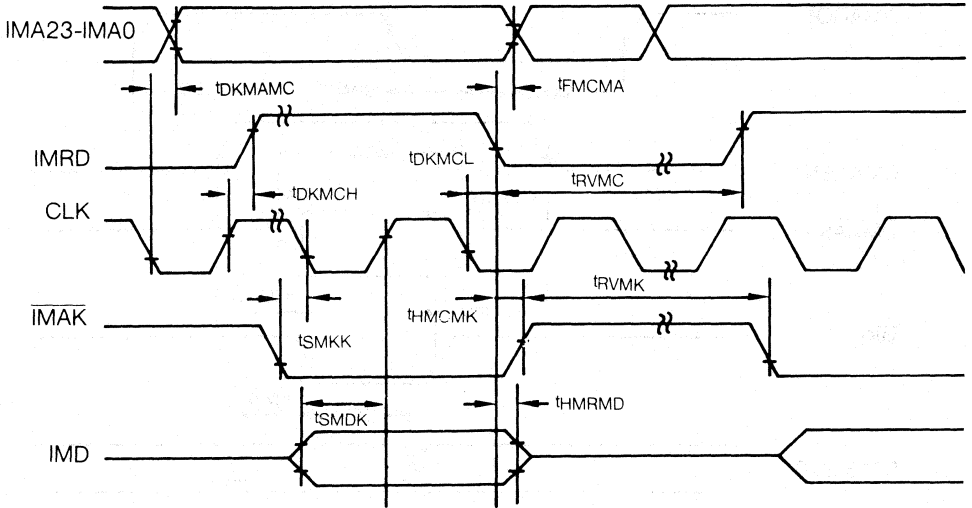 IMA23-IMA0
tDKMAMC
tFMCMA
IMRD
tDKMCL
tRVMC
tDKMCH
CLK
tRVMK
IMAK
tHMCMK
tSMKK
tHMRMD
tSMDK
IMD